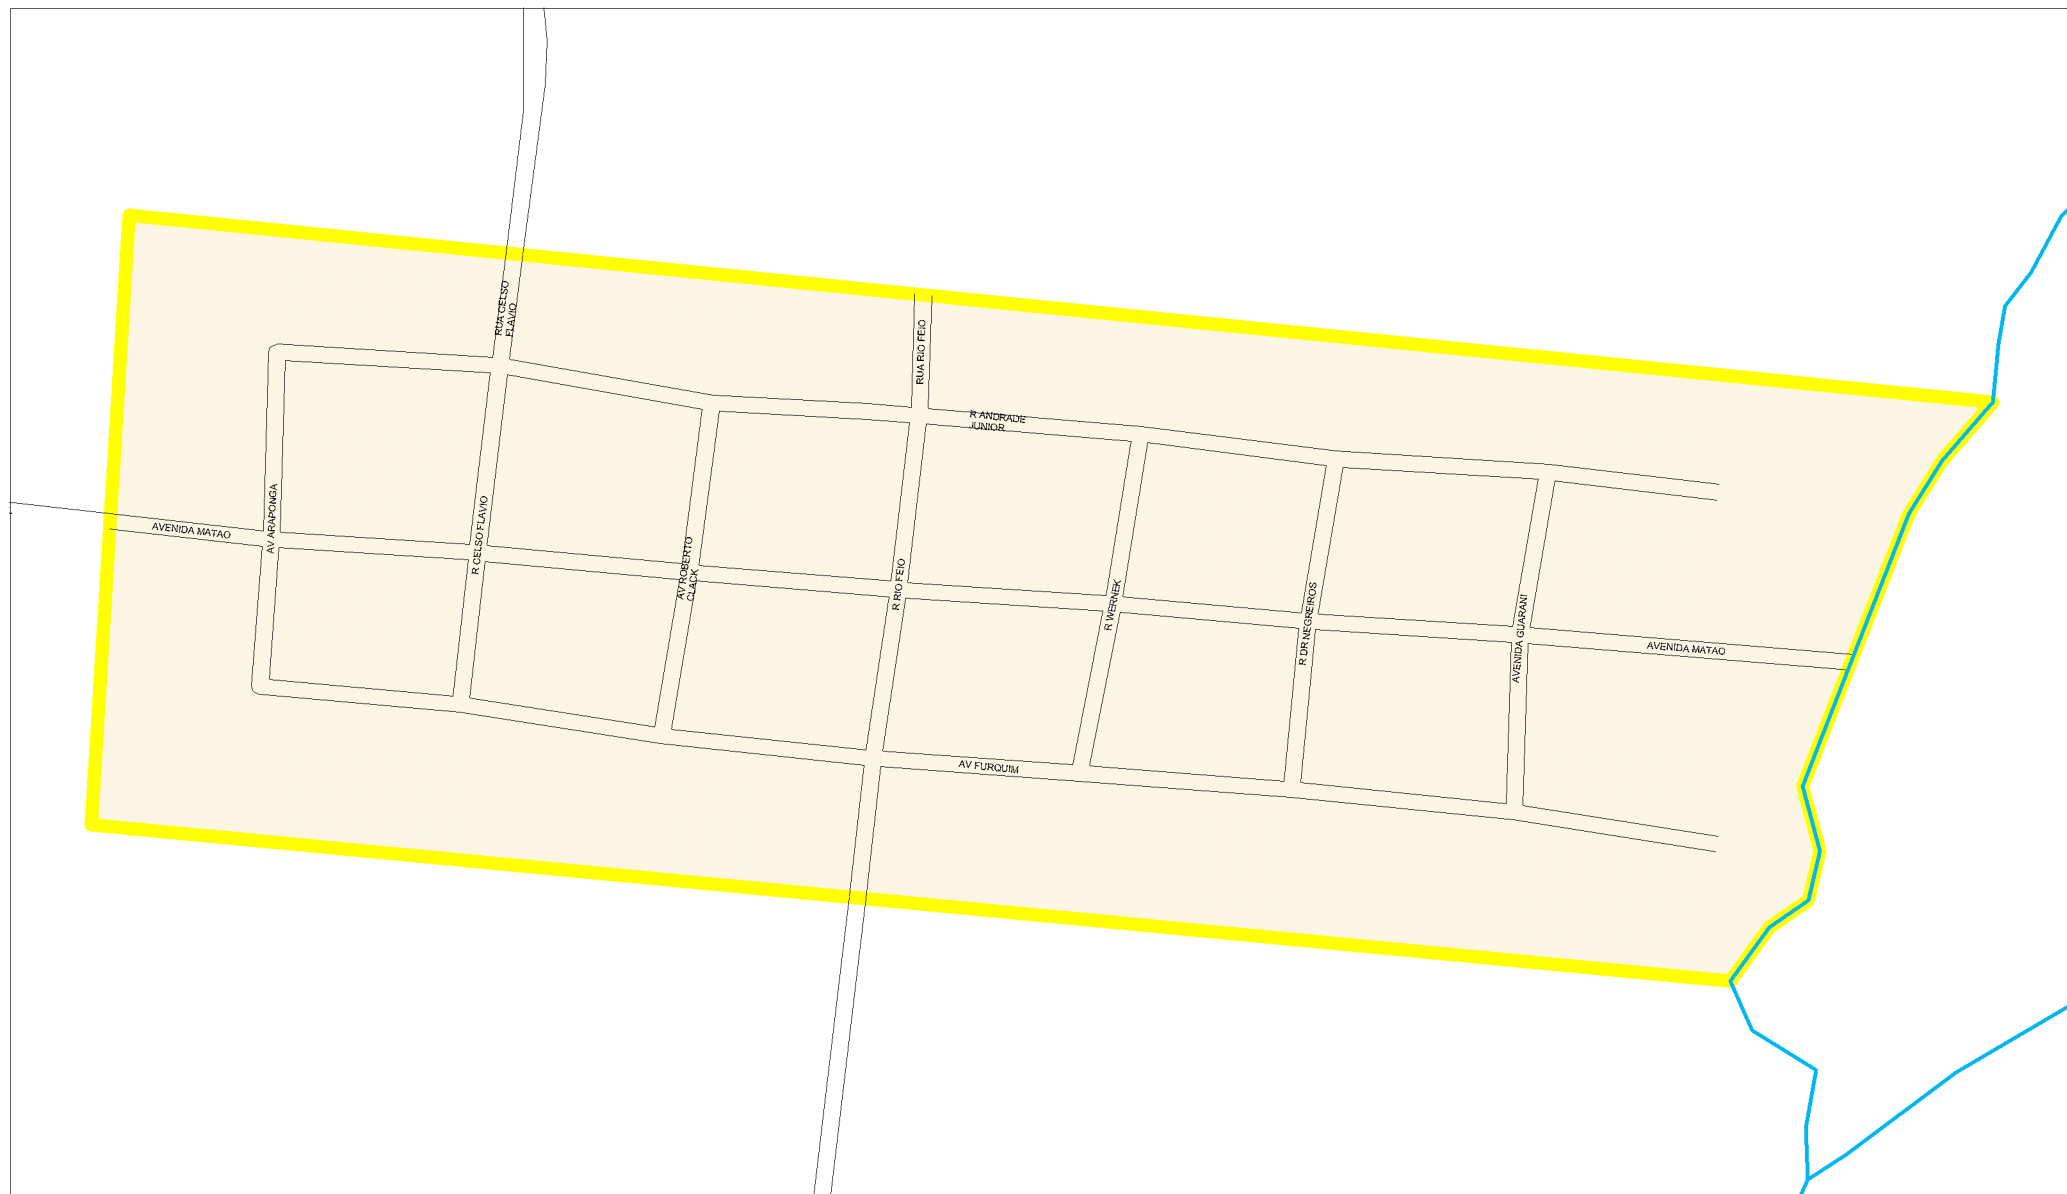 RUA CELSO
FLAVIO
RUA RIO FEIO
R ANDRADE
JUNIOR
AVENIDA MATAO
AV ARAPONGA
R CELSO FLAVIO
AV ROBERTO
CLACK
R RIO FEIO
R WERNEK
R DR NEGREIROS
AVENIDA GUARANI
AVENIDA MATAO
AV FURQUIM